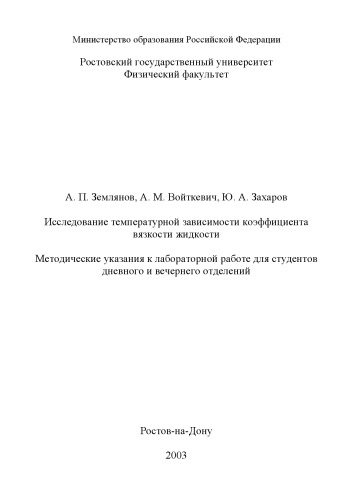 Министерство образования Российской Федерации
Ростовский государственный университет
Физический факультет
А. П. Землянов, А. М. Войткевич, Ю. А. Захаров
Исследование температурной зависимости коэффициента
вязкости жидкости
Методические указания к лабораторной работе для студентов
дневного и вечернего отделений
Ростов-на-Дону
2003